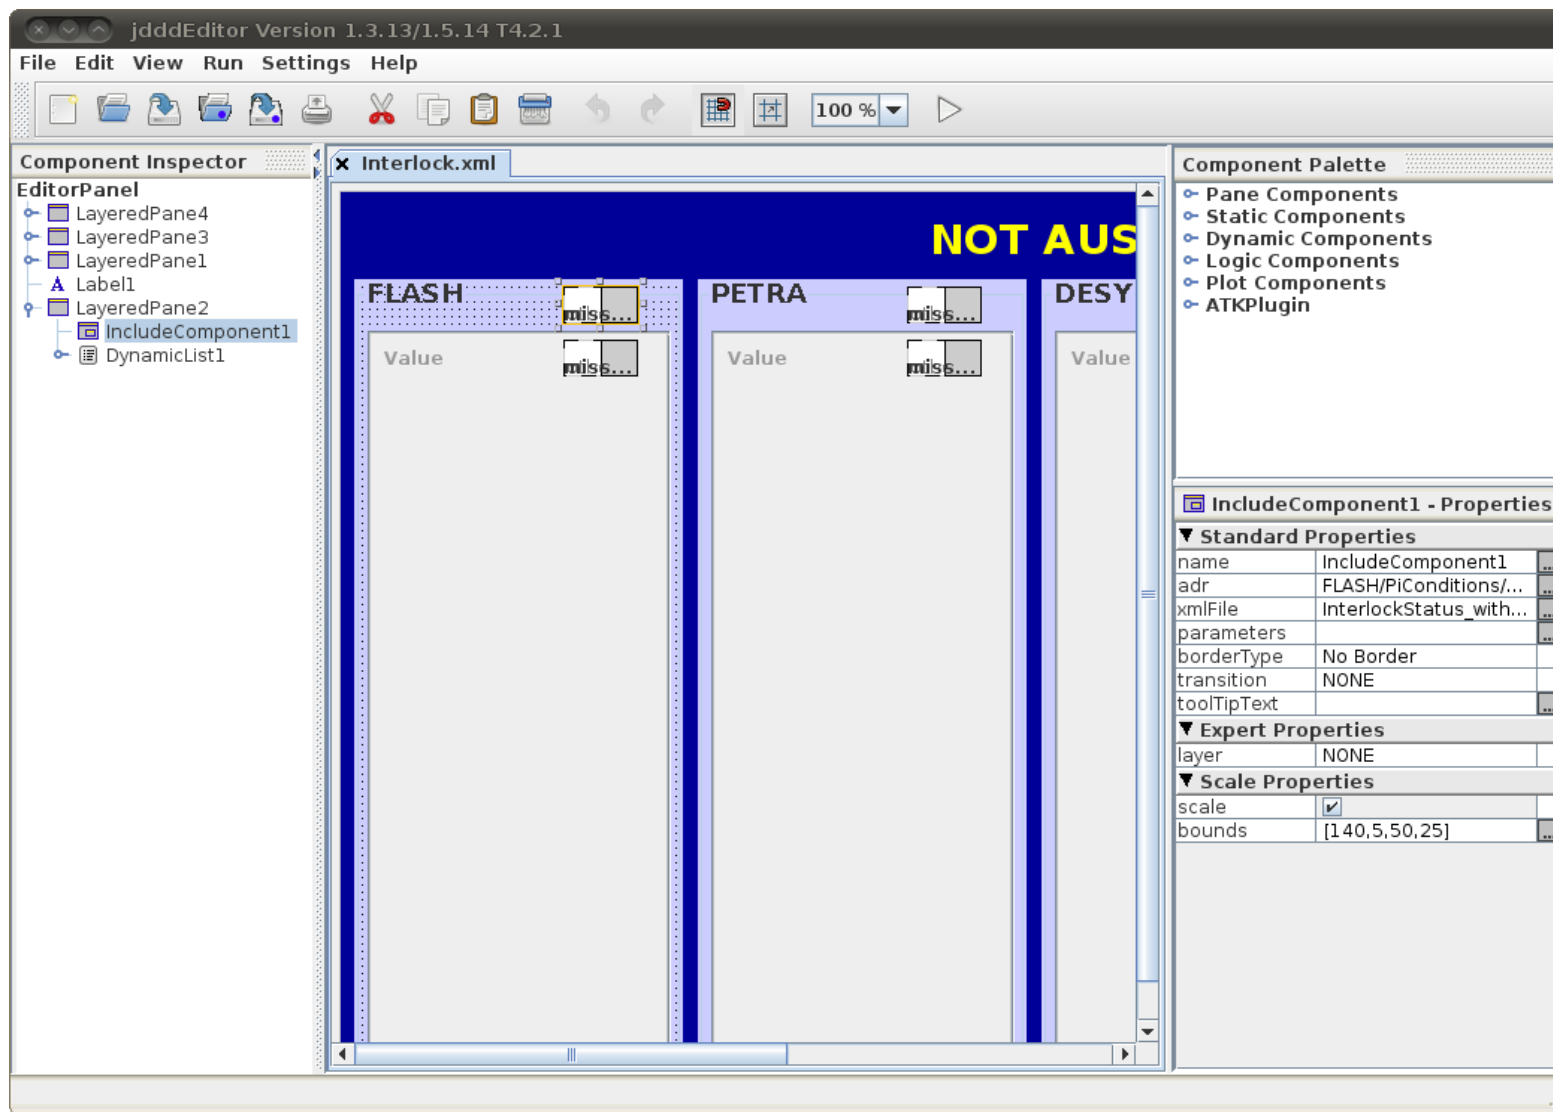 jdddEditor Version 1.3.13/1.5.14 T4.2.1
File Edit View Run Settings Help
100 %
Component Inspector
EditorPanel
LayeredPane4
LayeredPane3
LayeredPane1
A Label1
LayeredPane2
IncludeComponent1
DynamicList1
Interlock.xml
NOT AUS
FLASH
miss...
PETRA
miss...
DESY
Value
miss...
Value
miss...
Value
Component Palette
Pane Components
Static Components
Dynamic Components
Logic Components
Plot Components
ATKPlugin
IncludeComponent1 - Properties
Standard Properties
name IncludeComponent1 ...
adr FLASH/PiConditions/... ...
xmlFile InterlockStatus_with... ...
parameters ...
borderType No Border
transition NONE
toolTipText ...
Expert Properties
layer NONE
Scale Properties
scale
bounds [140,5,50,25] ...